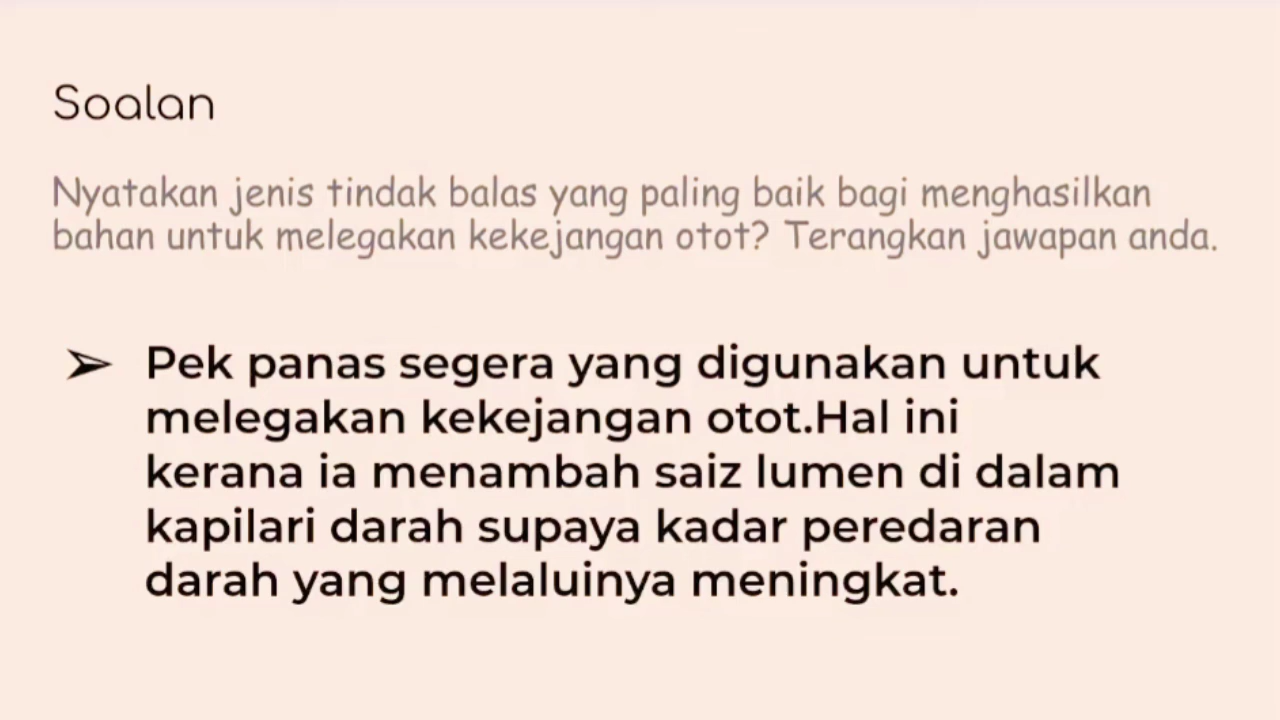 Soalan
Nyatakan jenis tindak balas yang paling baik bagi menghasilkan
bahan untuk melegakan kekejangan otot? Terangkan jawapan anda.
➢ Pek panas segera yang digunakan untuk
melegakan kekejangan otot.Hal ini
kerana ia menambah saiz lumen di dalam
kapilari darah supaya kadar peredaran
darah yang melaluinya meningkat.